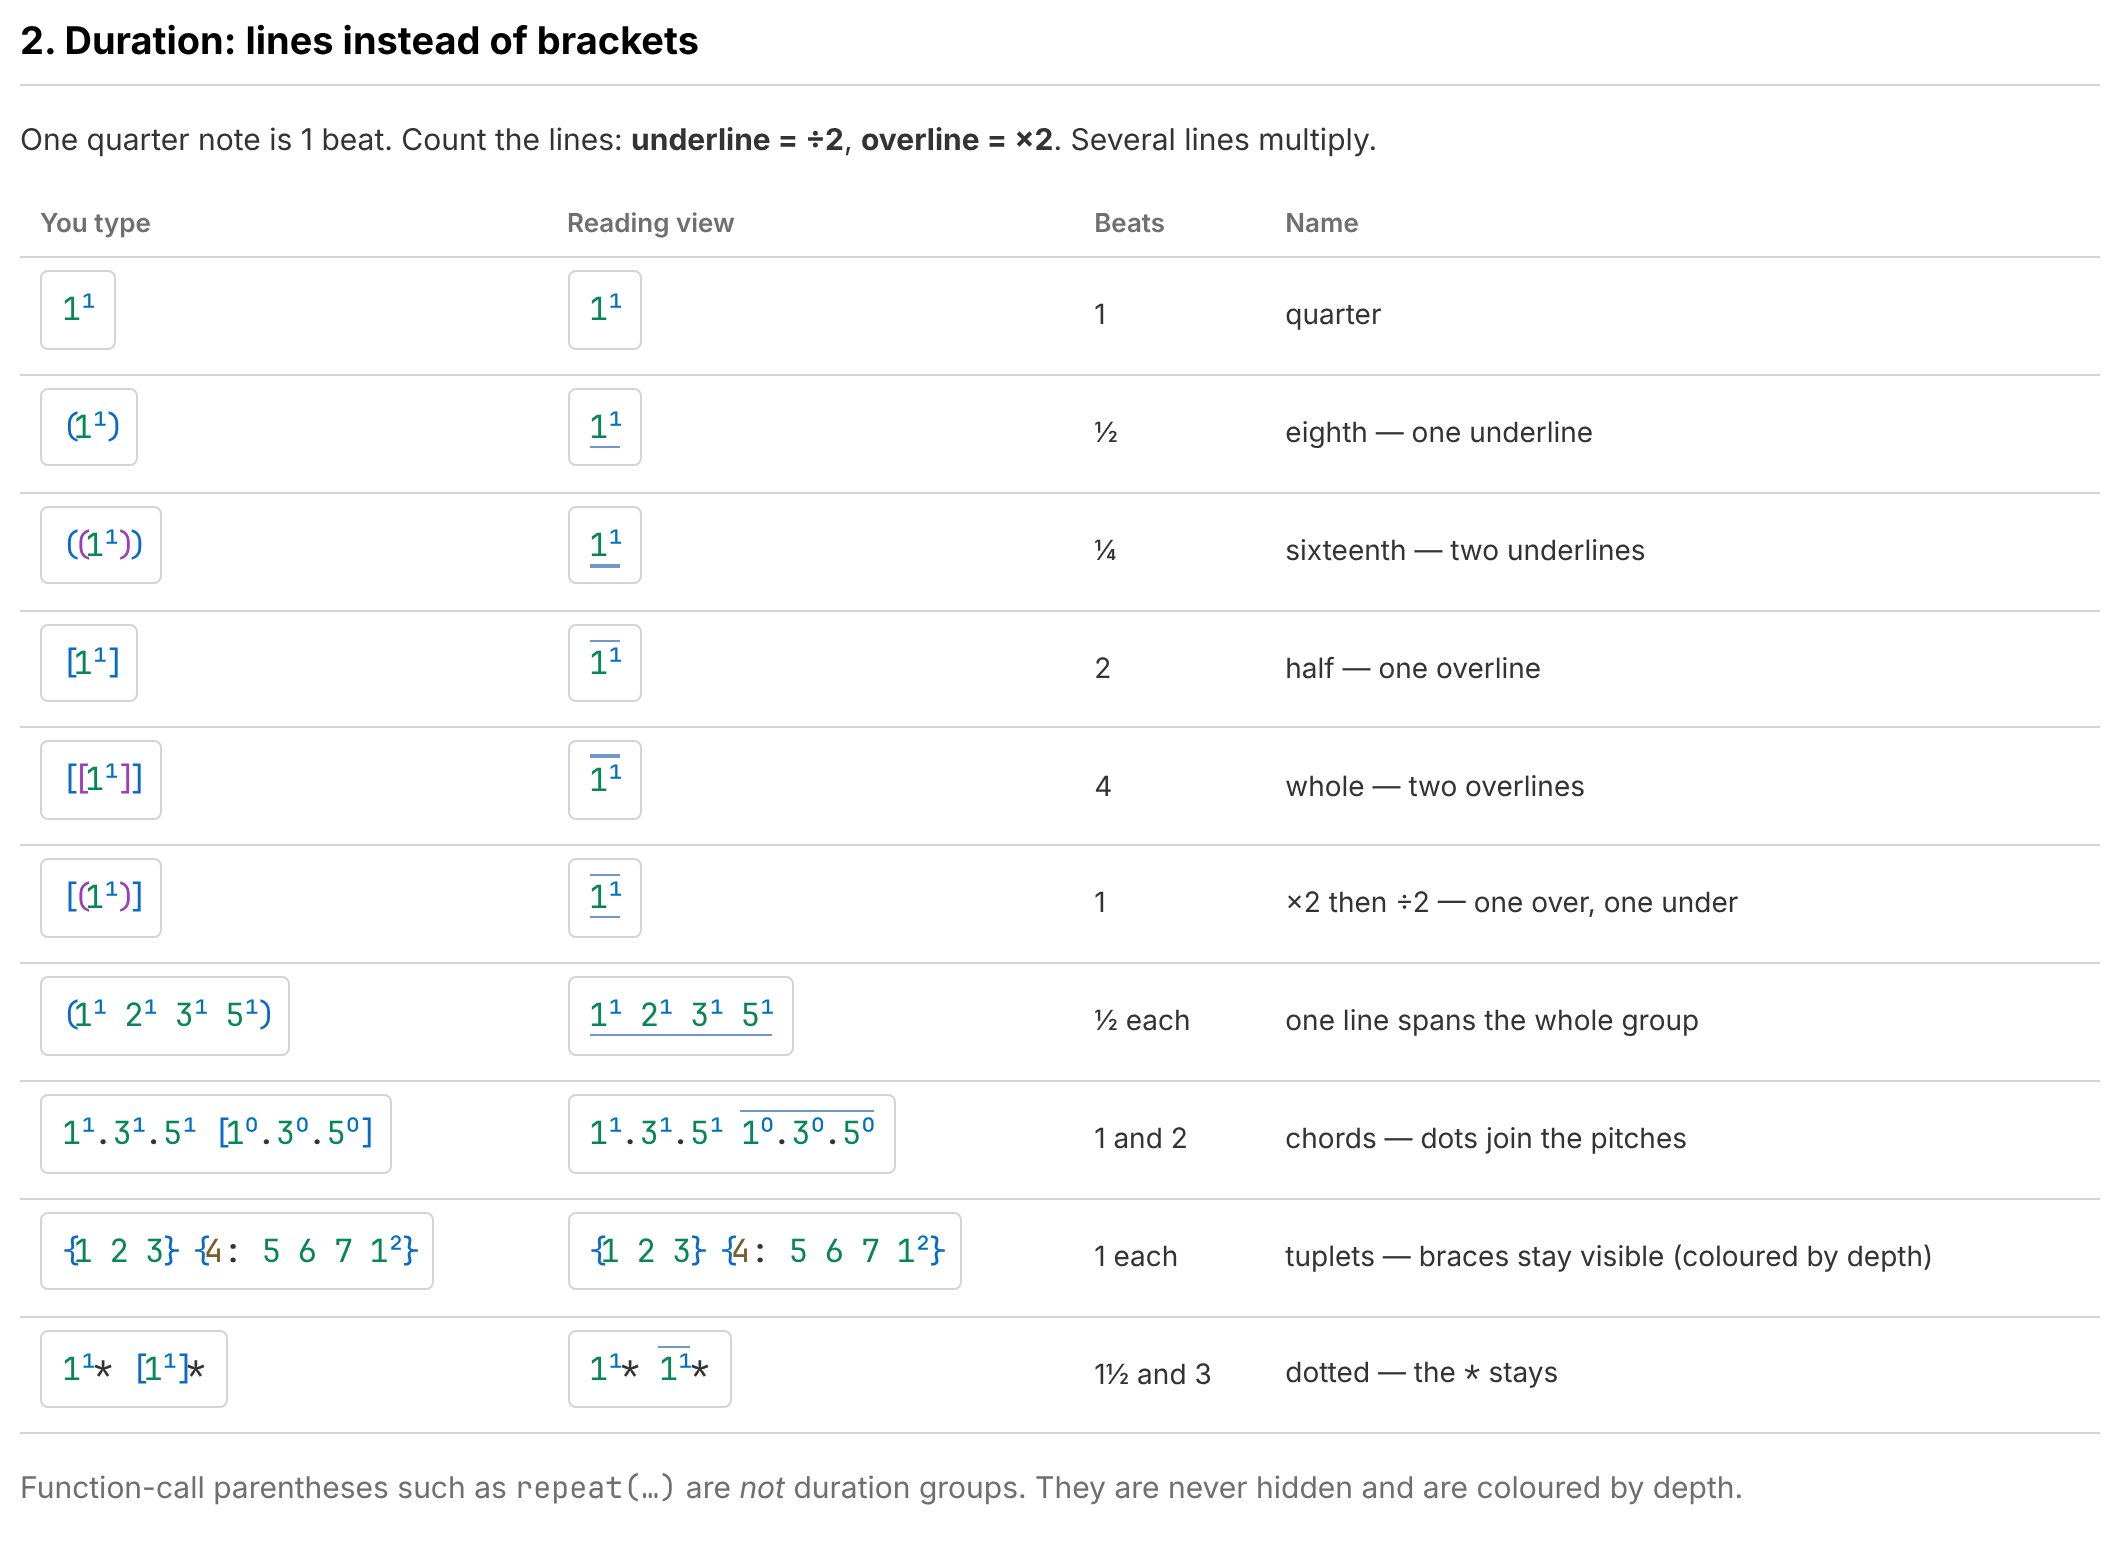 2. Duration: lines instead of brackets
One quarter note is 1 beat. Count the lines: underline = ÷2, overline = ×2. Several lines multiply.
You type Reading view Beats Name
1¹ 1¹ 1 quarter
(1¹) 1¹ ½ eighth — one underline
((1¹)) 1¹ ¼ sixteenth — two underlines
[1¹] 1¹ 2 half — one overline
[[1¹]] 1¹ 4 whole — two overlines
[(1¹)] 1¹ 1 ×2 then ÷2 — one over, one under
(1¹ 2¹ 3¹ 5¹) 1¹ 2¹ 3¹ 5¹ ½ each one line spans the whole group
1¹.3¹.5¹ [1⁰.3⁰.5⁰] 1¹.3¹.5¹ 1⁰.3⁰.5⁰ 1 and 2 chords — dots join the pitches
{1 2 3} {4: 5 6 7 1²} {1 2 3} {4: 5 6 7 1²} 1 each tuplets — braces stay visible (coloured by depth)
1¹* [1¹]* 1¹* 1¹* 1½ and 3 dotted — the * stays
Function-call parentheses such as repeat(…) are not duration groups. They are never hidden and are coloured by depth.